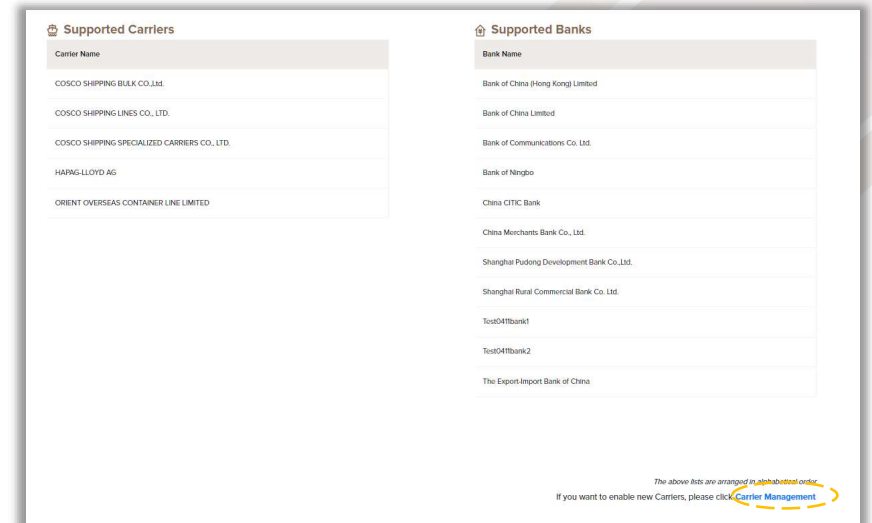 Supported Carriers
Carrier Name
COSCO SHIPPING BULK CO.,Ltd.
COSCO SHIPPING LINES CO., LTD.
COSCO SHIPPING SPECIALIZED CARRIERS CO., LTD.
HAPAG-LLOYD AG
ORIENT OVERSEAS CONTAINER LINE LIMITED
Supported Banks
Bank Name
Bank of China (Hong Kong) Limited
Bank of China Limited
Bank of Communications Co. Ltd.
Bank of Ningbo
China CITIC Bank
China Merchants Bank Co., Ltd.
Shanghai Pudong Development Bank Co.,Ltd.
Shanghai Rural Commercial Bank Co. Ltd.
Test0411bank1
Test0411bank2
The Export-Import Bank of China
The above lists are arranged in alphabetical order
If you want to enable new Carriers, please click Carrier Management